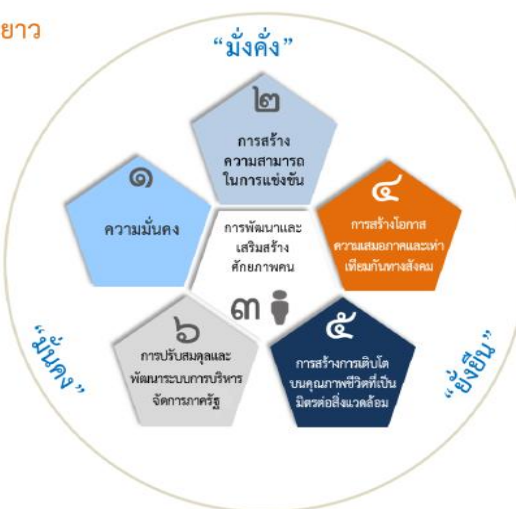 ยาว
“มั่งคั่ง”
๒
การสร้าง
ความสามารถ
ในการแข่งขัน
๑
ความมั่นคง
๔
การสร้างโอกาส
ความเสมอภาคและเท่า
เทียมกันทางสังคม
การพัฒนาและ
เสริมสร้าง
ศักยภาพคน
๓
๖
การปรับสมดุลและ
พัฒนาระบบการบริหาร
จัดการภาครัฐ
๕
การสร้างการเติบโต
บนคุณภาพชีวิตที่เป็น
มิตรต่อสิ่งแวดล้อม
“มั่นคง”
“ยั่งยืน”